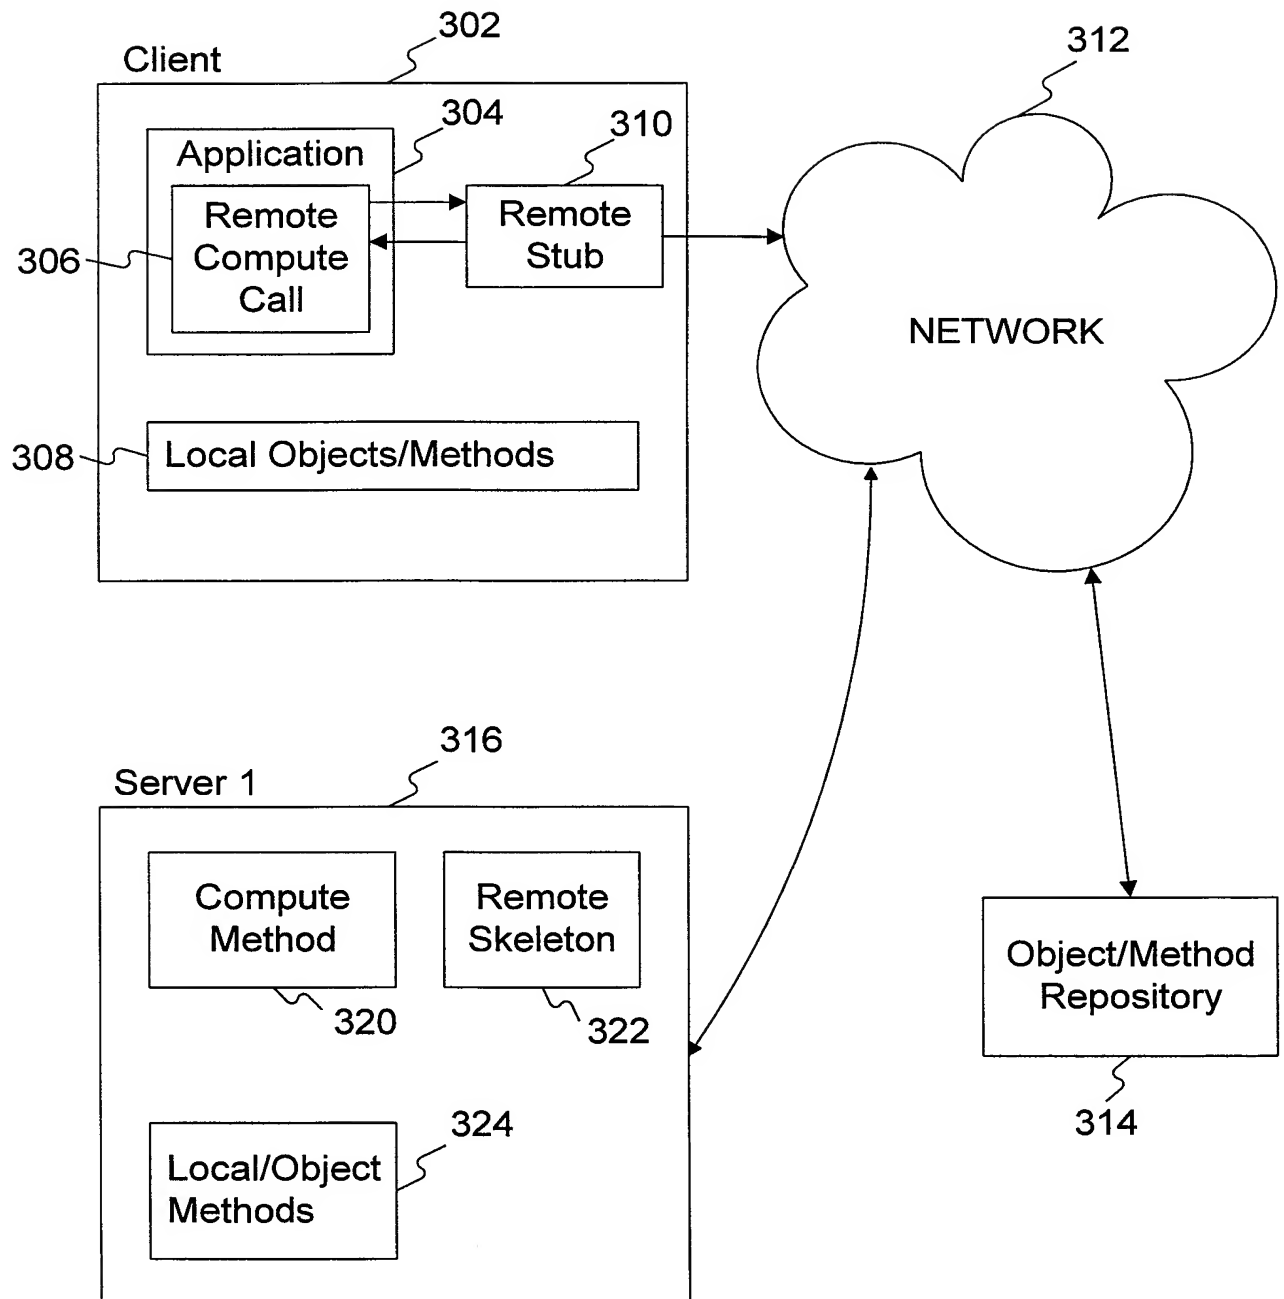 302
Client
312
304
310
Application
Remote
Compute
Call
Remote
Stub
306
NETWORK
308
Local Objects/Methods
316
Server 1
Compute
Method
Remote
Skeleton
320
322
Object/Method
Repository
314
324
Local/Object
Methods